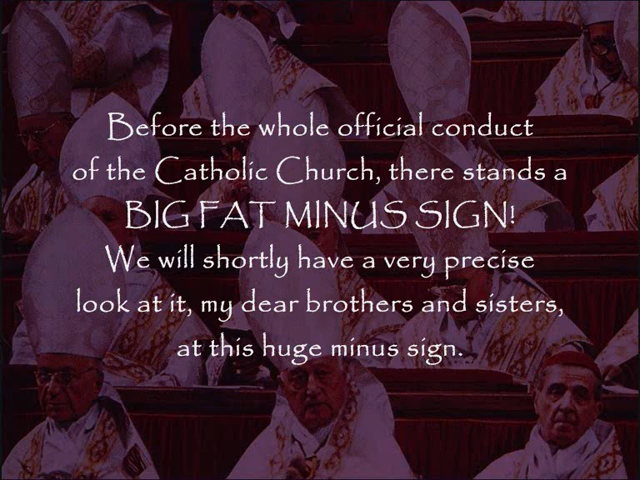 Before the whole official conduct
of the Catholic Church, there stands a
BIG FAT MINUS SIGN!
We will shortly have a very precise
look at it, my dear brothers and sisters,
at this huge minus sign.